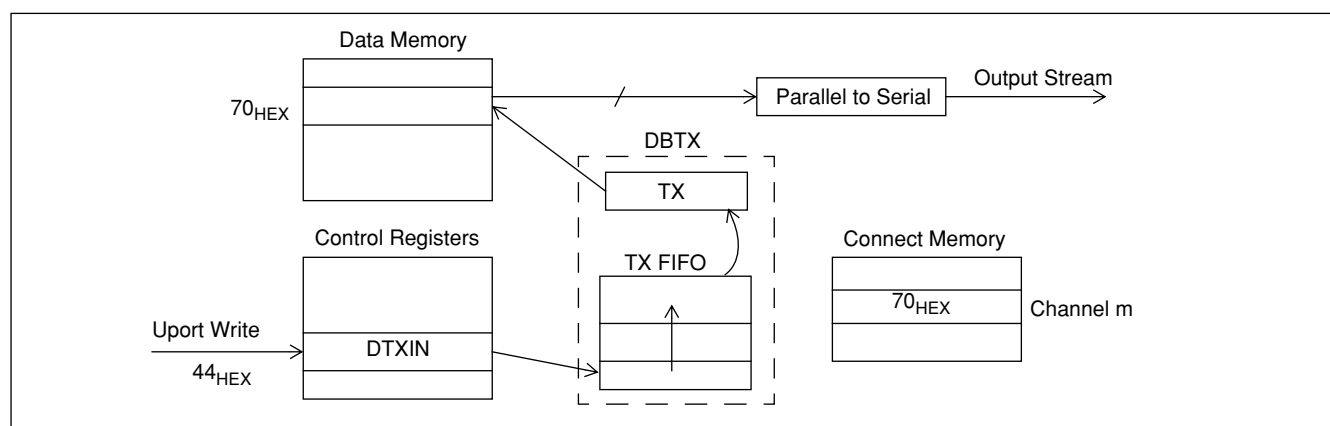 Data Memory
70HEX
Parallel to Serial
Output Stream
DBTX
TX
Control Registers
TX FIFO
Connect Memory
70HEX
Channel m
Uport Write
DTXIN
44HEX